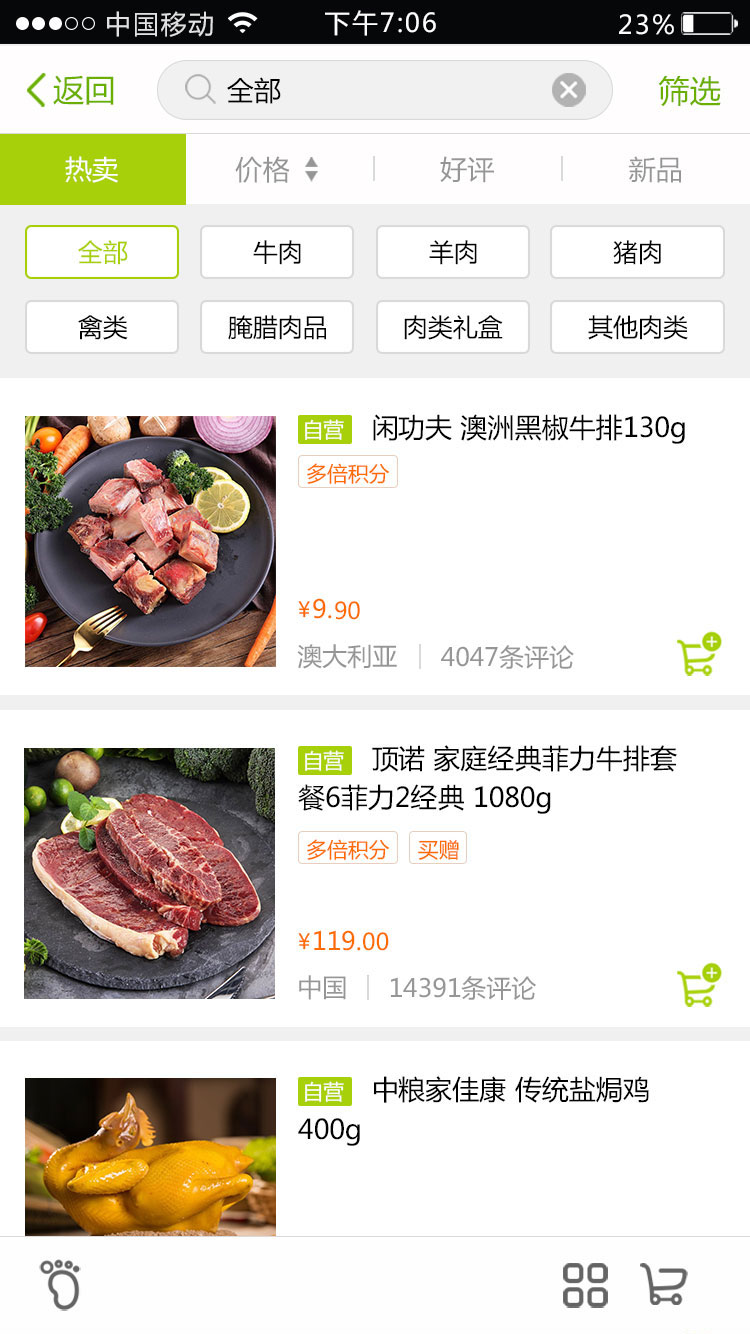 中国移动 下午7:06 23%
返回 全部 筛选
热卖 价格 好评 新品
全部 牛肉 羊肉 猪肉
禽类 腌腊肉品 肉类礼盒 其他肉类
自营 闲功夫 澳洲黑椒牛排130g
多倍积分
¥9.90
澳大利亚 4047条评论
自营 顶诺 家庭经典菲力牛排套
餐6菲力2经典 1080g
多倍积分 买赠
¥119.00
中国 14391条评论
自营 中粮家佳康 传统盐焗鸡
400g